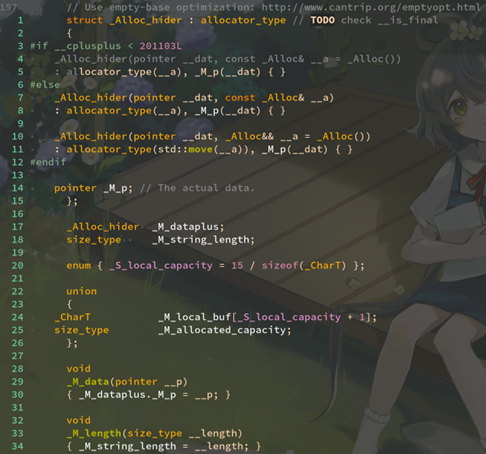 157 // Use empty-base optimization: http://www.cantrip.org/emptyopt.html
1 struct _Alloc_hider : allocator_type // TODO check __is_final
2 {
3 #if __cplusplus < 201103L
4 _Alloc_hider(pointer __dat, const _Alloc& __a = _Alloc())
5 : allocator_type(__a), _M_p(__dat) { }
6 #else
7 _Alloc_hider(pointer __dat, const _Alloc& __a)
8 : allocator_type(__a), _M_p(__dat) { }
9
10 _Alloc_hider(pointer __dat, _Alloc&& __a = _Alloc())
11 : allocator_type(std::move(__a)), _M_p(__dat) { }
12 #endif
13
14 pointer _M_p; // The actual data.
15 };
16
17 _Alloc_hider _M_dataplus;
18 size_type _M_string_length;
19
20 enum { _S_local_capacity = 15 / sizeof(_CharT) };
21
22 union
23 {
24 _CharT _M_local_buf[_S_local_capacity + 1];
25 size_type _M_allocated_capacity;
26 };
27
28 void
29 _M_data(pointer __p)
30 { _M_dataplus._M_p = __p; }
31
32 void
33 _M_length(size_type __length)
34 { _M_string_length = __length; }